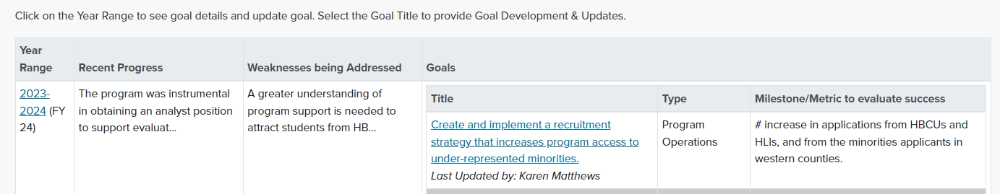 Click on the Year Range to see goal details and update goal. Select the Goal Title to provide Goal Development & Updates.
Year
Range
Recent Progress
Weaknesses being Addressed
Goals
2023-
2024 (FY
24)
The program was instrumental
in obtaining an analyst position
to support evaluat...
A greater understanding of
program support is needed to
attract students from HB...
Title
Type
Milestone/Metric to evaluate success
Create and implement a recruitment
strategy that increases program access to
under-represented minorities.
Last Updated by: Karen Matthews
Program
Operations
# increase in applications from HBCUs and
HLIs, and from the minorities applicants in
western counties.